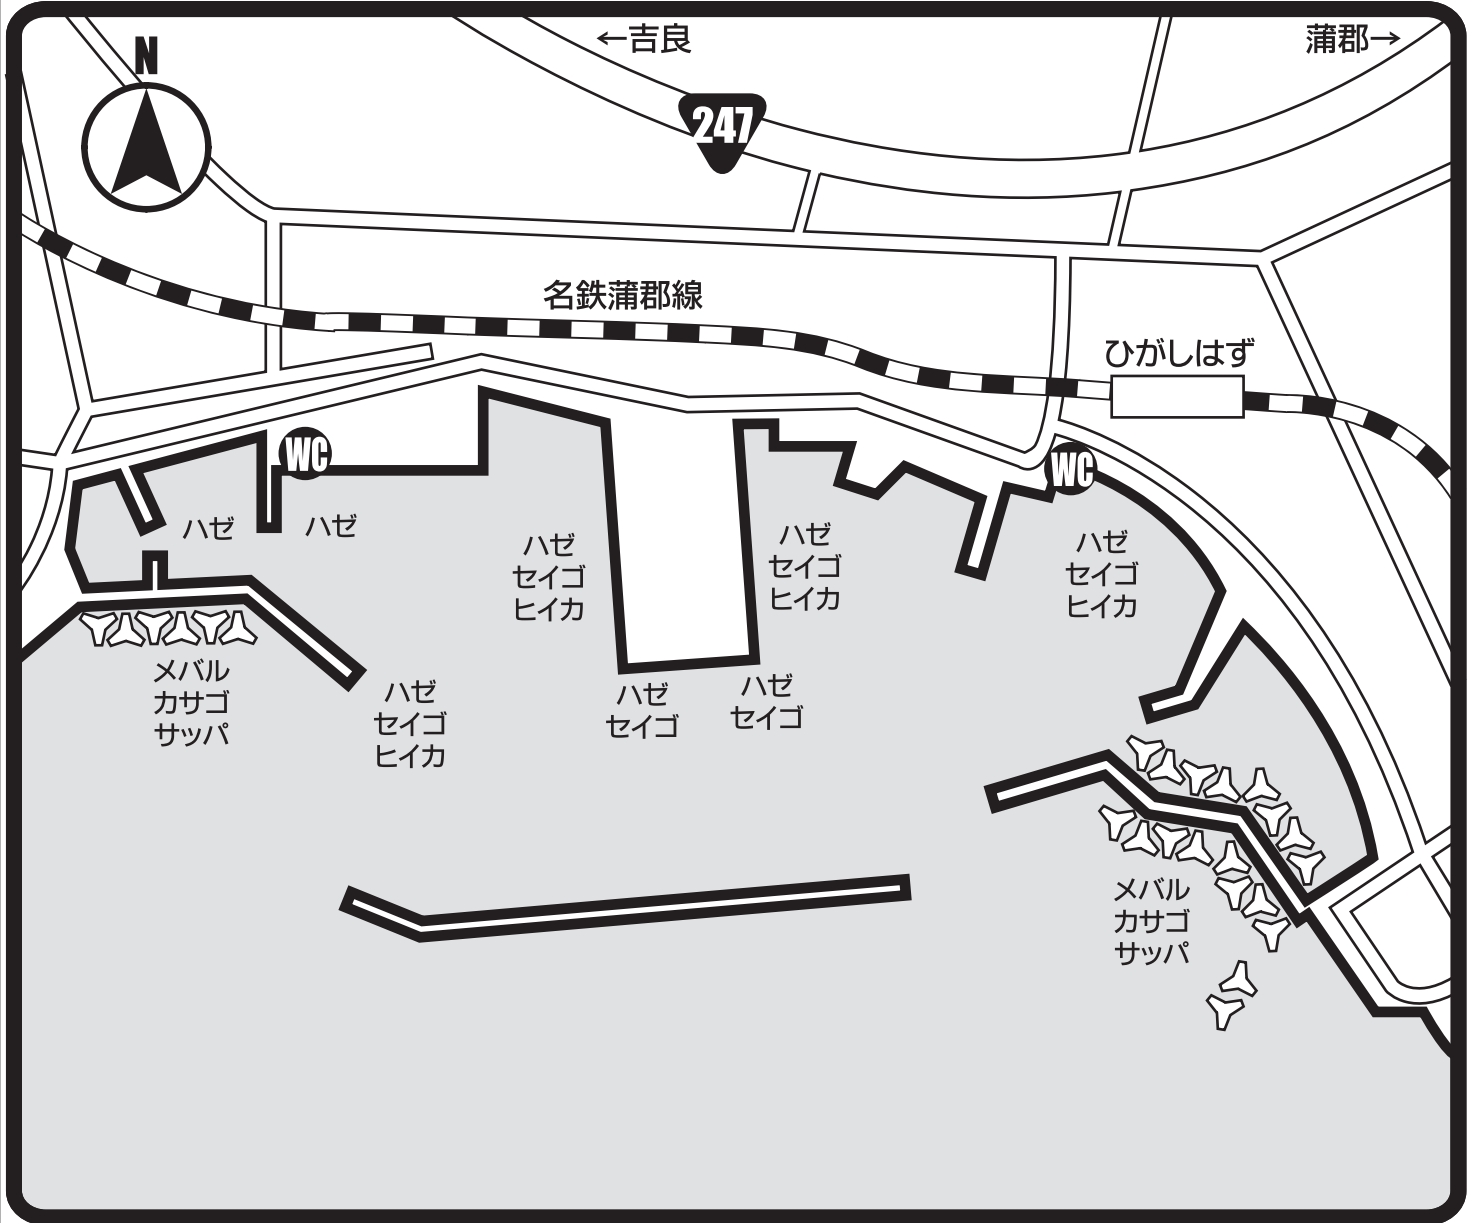 N
←吉良
蒲郡→
247
名鉄蒲郡線
ひがしはず
WC
WC
ハゼ
ハゼ
ハゼ
セイゴ
ヒイカ
ハゼ
セイゴ
ヒイカ
ハゼ
セイゴ
ヒイカ
メバル
カサゴ
サッパ
ハゼ
セイゴ
ヒイカ
ハゼ
セイゴ
ハゼ
セイゴ
メバル
カサゴ
サッパ